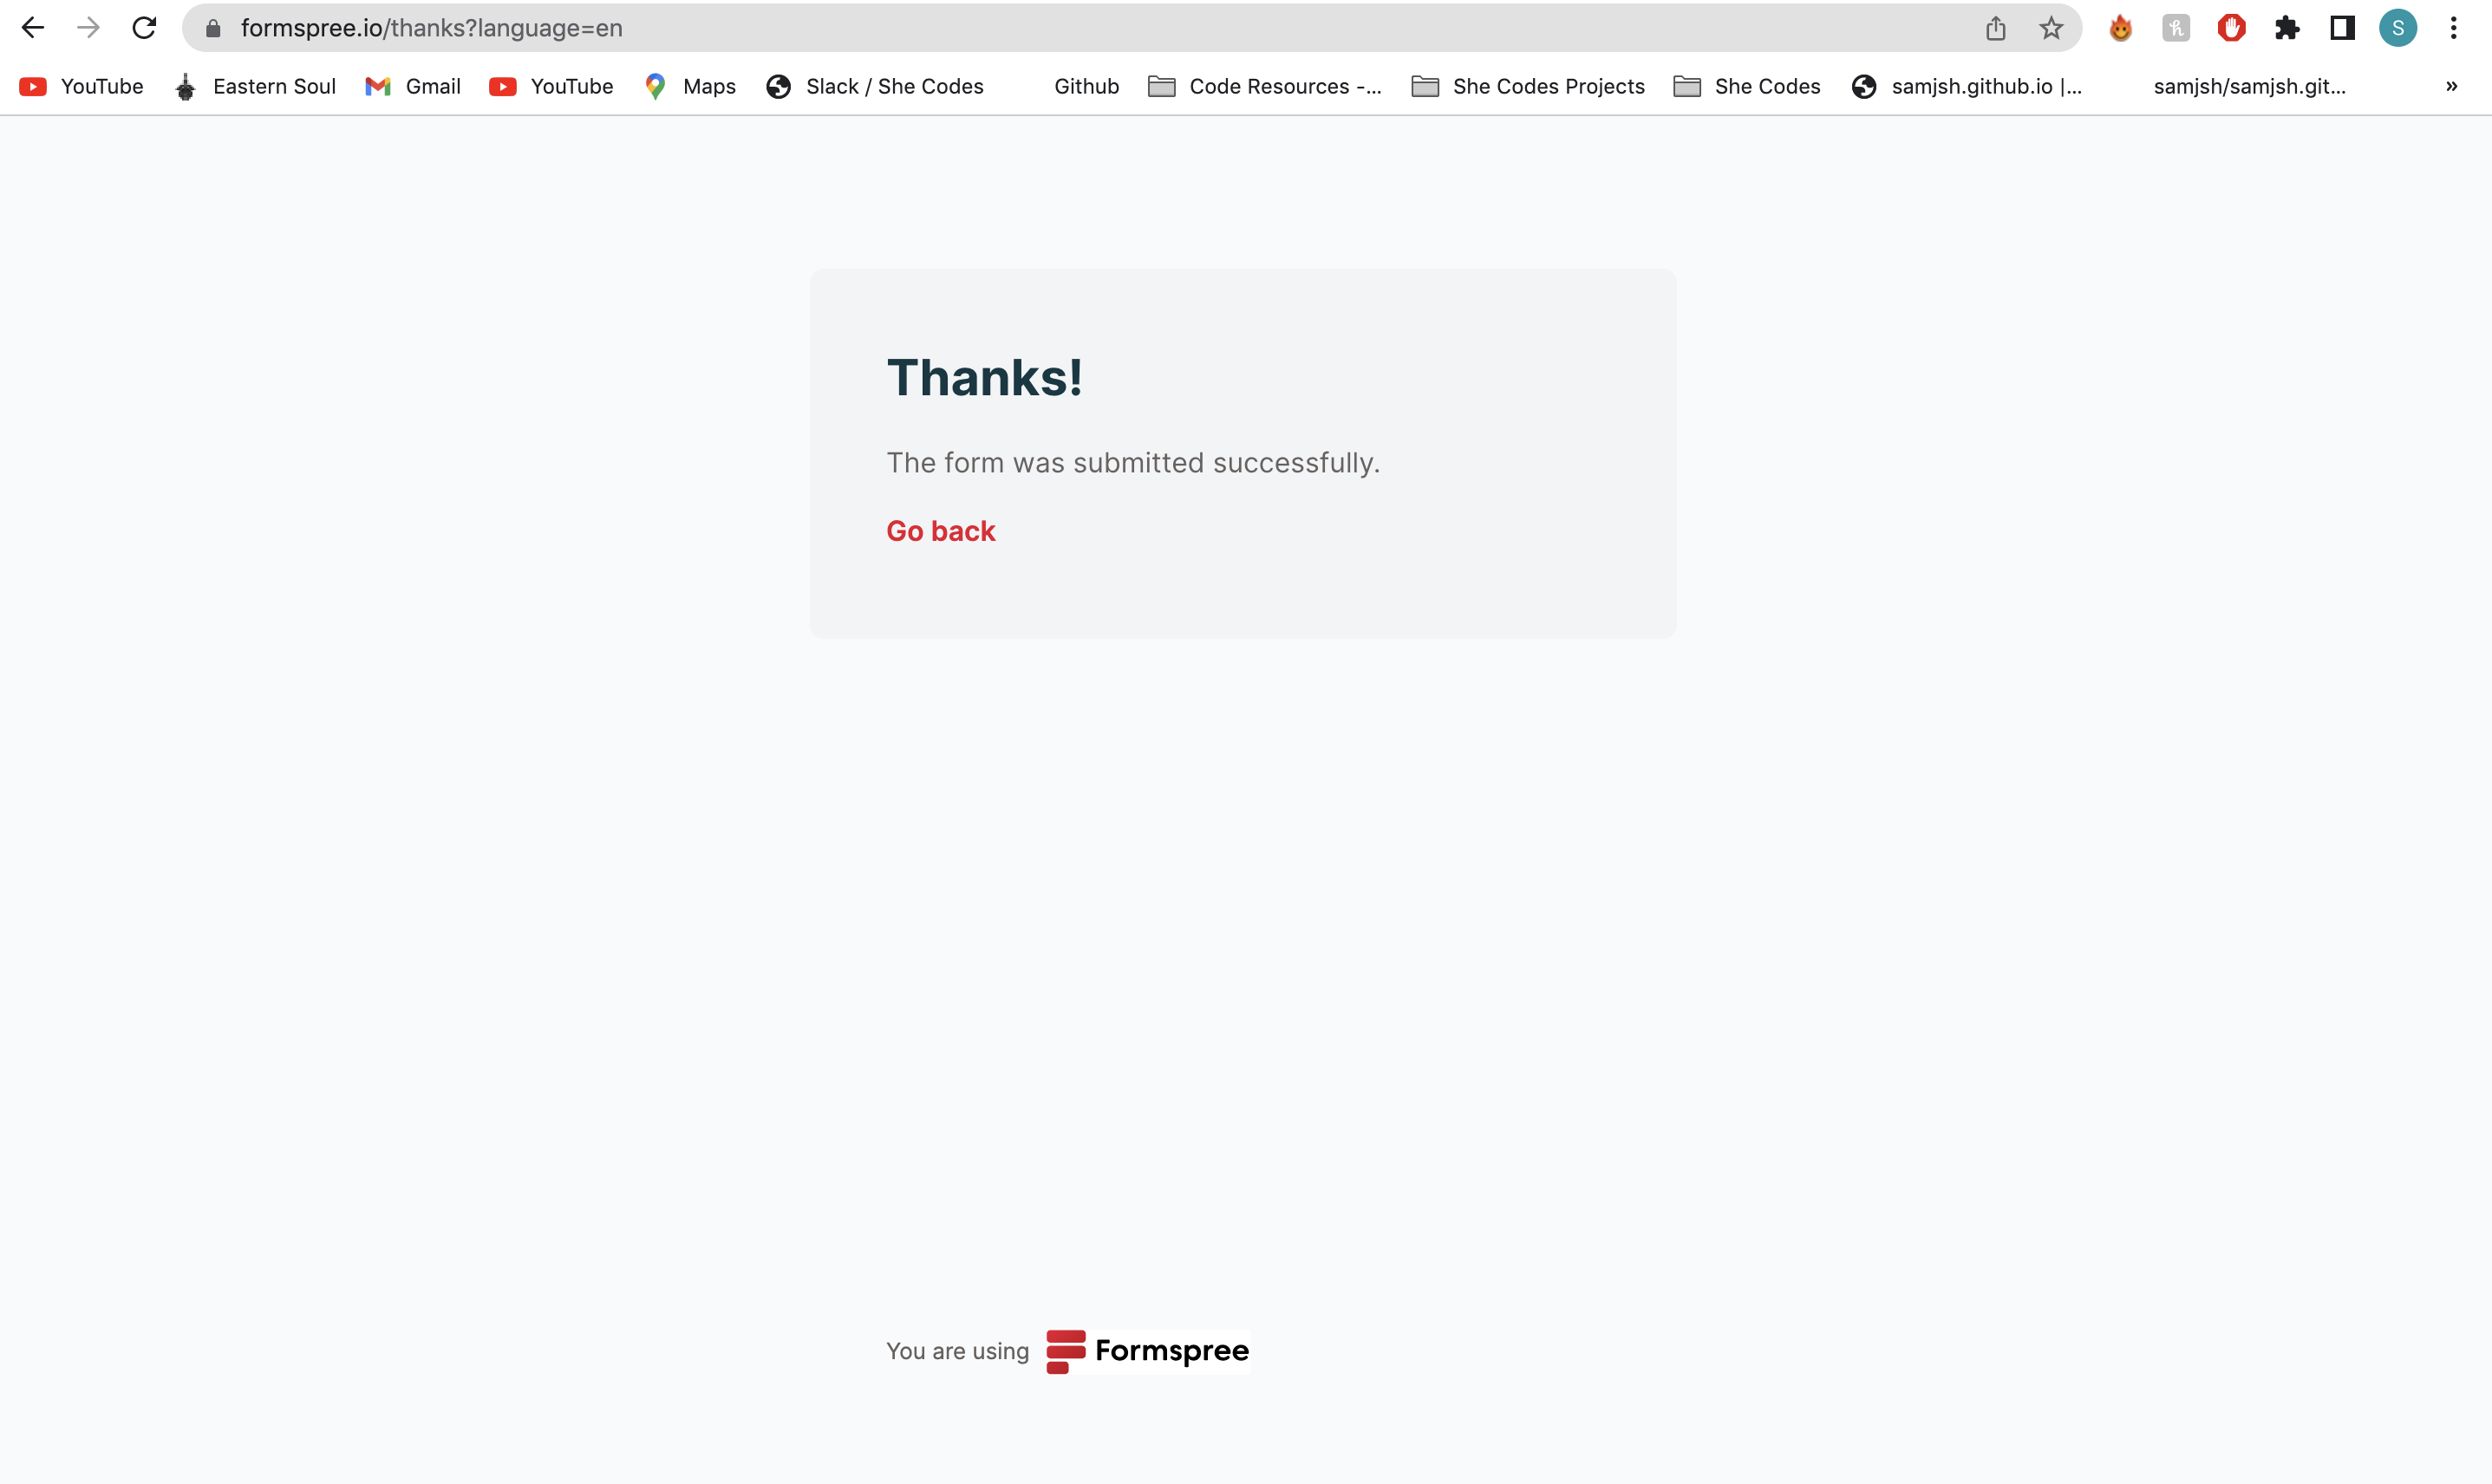 formspree.io/thanks?language=en
S
YouTube Eastern Soul Gmail YouTube Maps Slack / She Codes Github Code Resources -... She Codes Projects She Codes samjsh.github.io |... samjsh/samjsh.git... »
Thanks!
The form was submitted successfully.
Go back
You are using Formspree